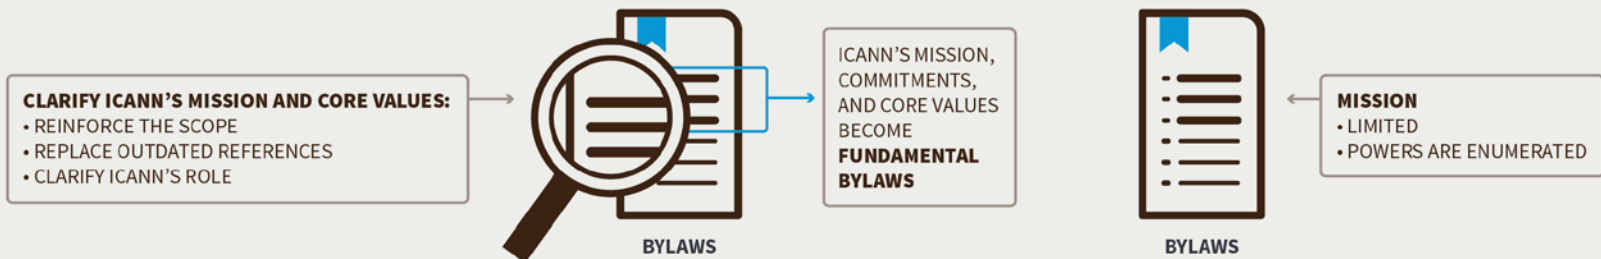 CLARIFY ICANN'S MISSION AND CORE VALUES:
• REINFORCE THE SCOPE
• REPLACE OUTDATED REFERENCES
• CLARIFY ICANN'S ROLE
BYLAWS
ICANN'S MISSION,
COMMITMENTS,
AND CORE VALUES
BECOME
FUNDAMENTAL
BYLAWS
BYLAWS
MISSION
• LIMITED
• POWERS ARE ENUMERATED